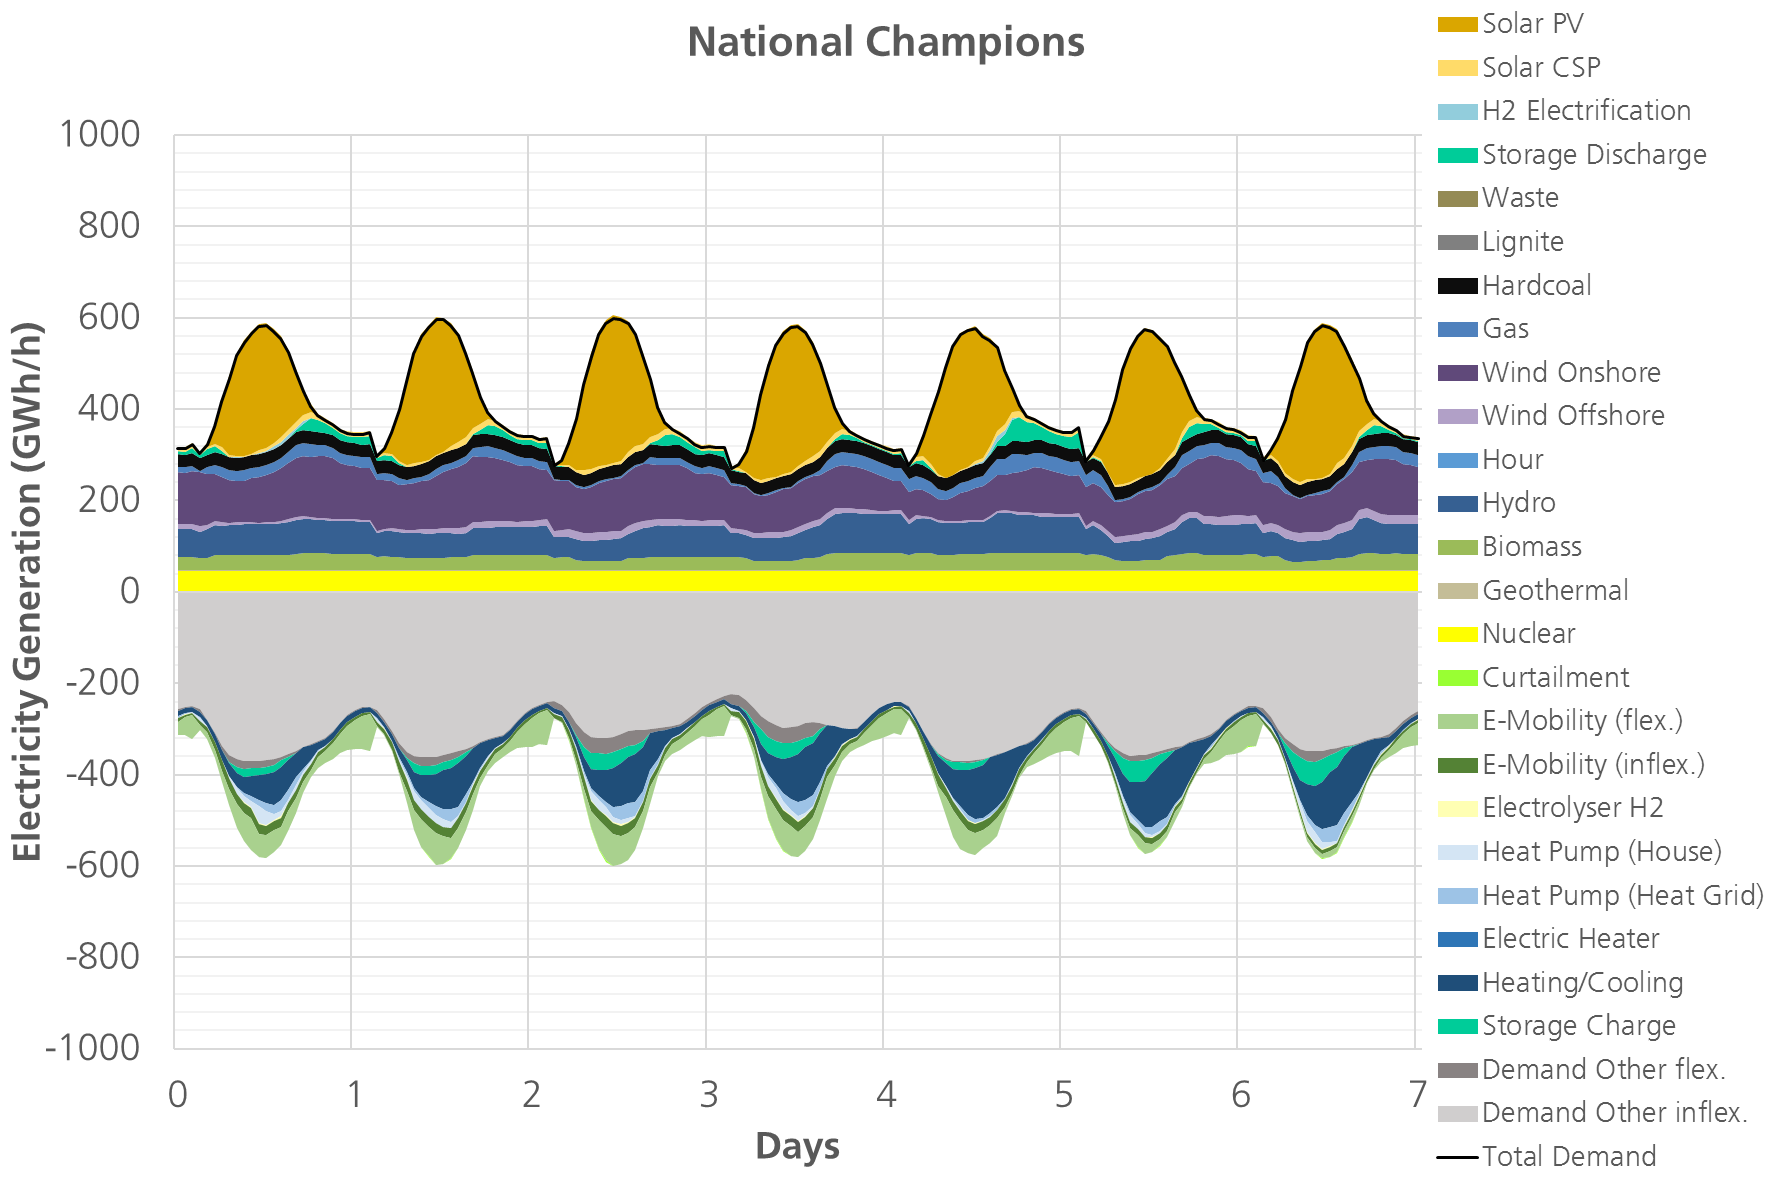 National Champions
Electricity Generation (GWh/h)
1000
800
600
400
200
0
-200
-400
-600
-800
-1000
0 1 2 3 4 5 6 7
Days
Solar PV
Solar CSP
H2 Electrification
Storage Discharge
Waste
Lignite
Hardcoal
Gas
Wind Onshore
Wind Offshore
Hour
Hydro
Biomass
Geothermal
Nuclear
Curtailment
E-Mobility (flex.)
E-Mobility (inflex.)
Electrolyser H2
Heat Pump (House)
Heat Pump (Heat Grid)
Electric Heater
Heating/Cooling
Storage Charge
Demand Other flex.
Demand Other inflex.
Total Demand